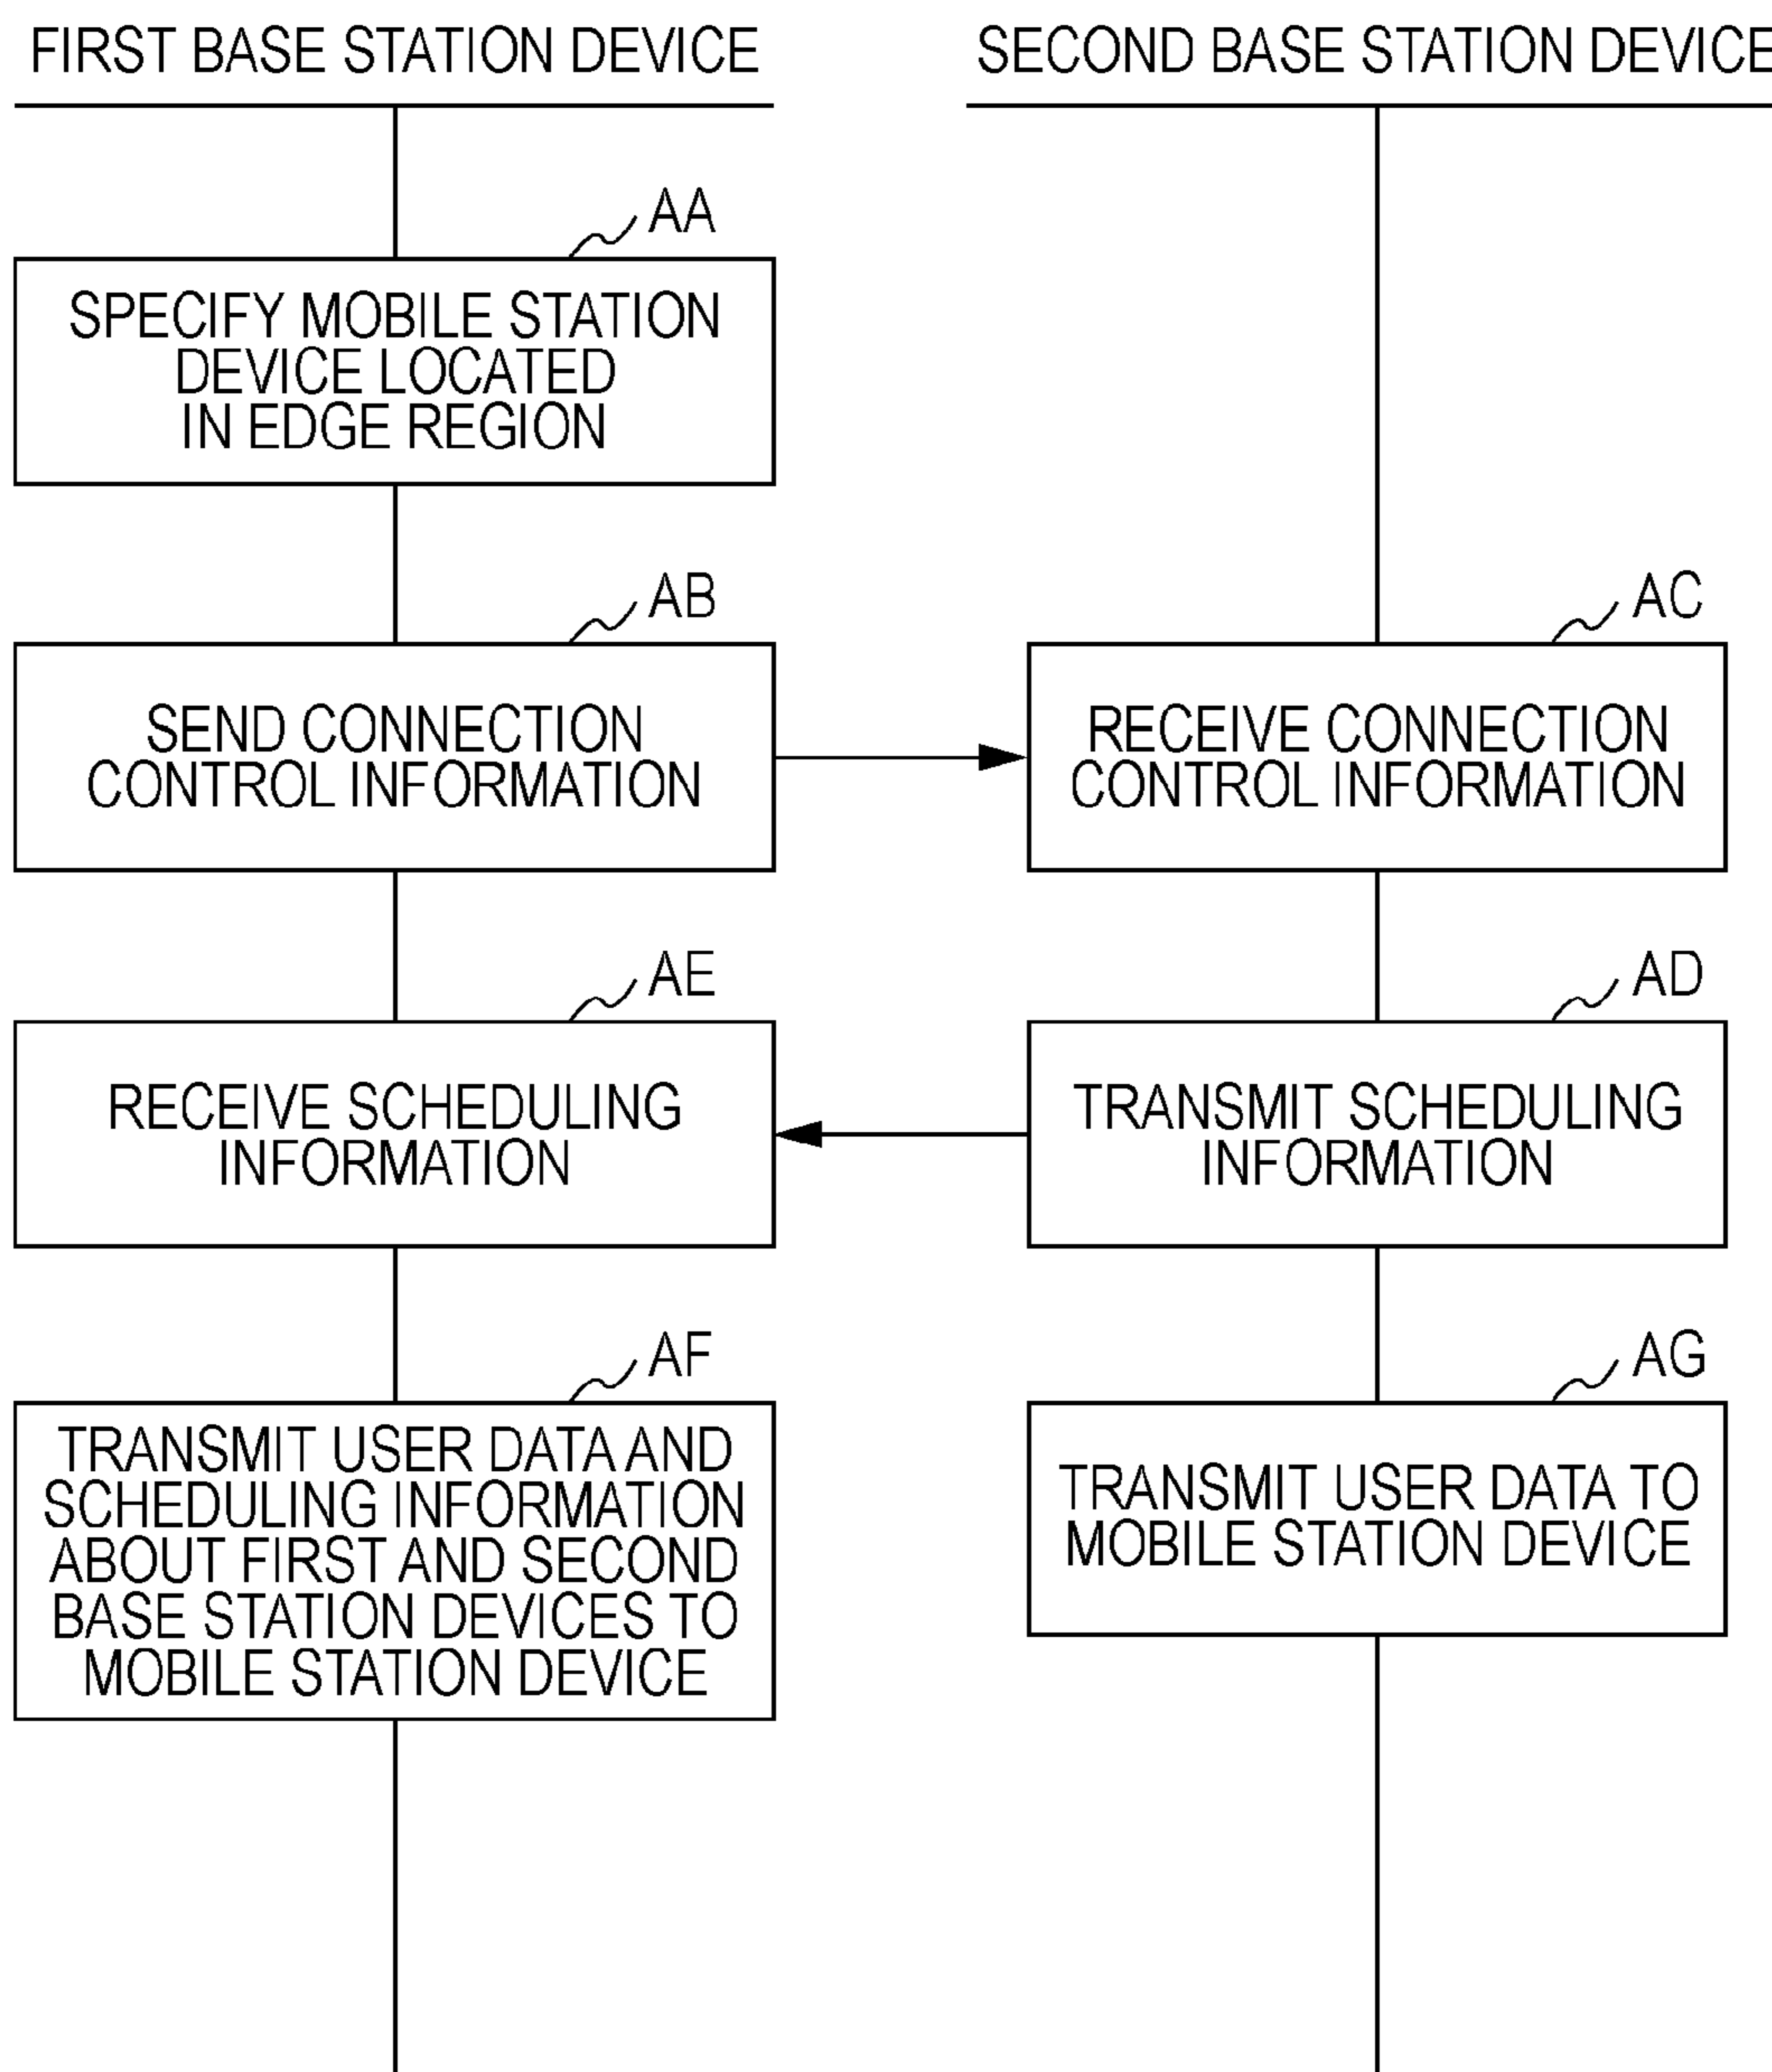 FIRST BASE STATION DEVICE
SECOND BASE STATION DEVICE
AA
SPECIFY MOBILE STATION
DEVICE LOCATED
IN EDGE REGION
AB
SEND CONNECTION
CONTROL INFORMATION
AC
RECEIVE CONNECTION
CONTROL INFORMATION
AE
RECEIVE SCHEDULING
INFORMATION
AD
TRANSMIT SCHEDULING
INFORMATION
AF
TRANSMIT USER DATA AND
SCHEDULING INFORMATION
ABOUT FIRST AND SECOND
BASE STATION DEVICES TO
MOBILE STATION DEVICE
AG
TRANSMIT USER DATA TO
MOBILE STATION DEVICE